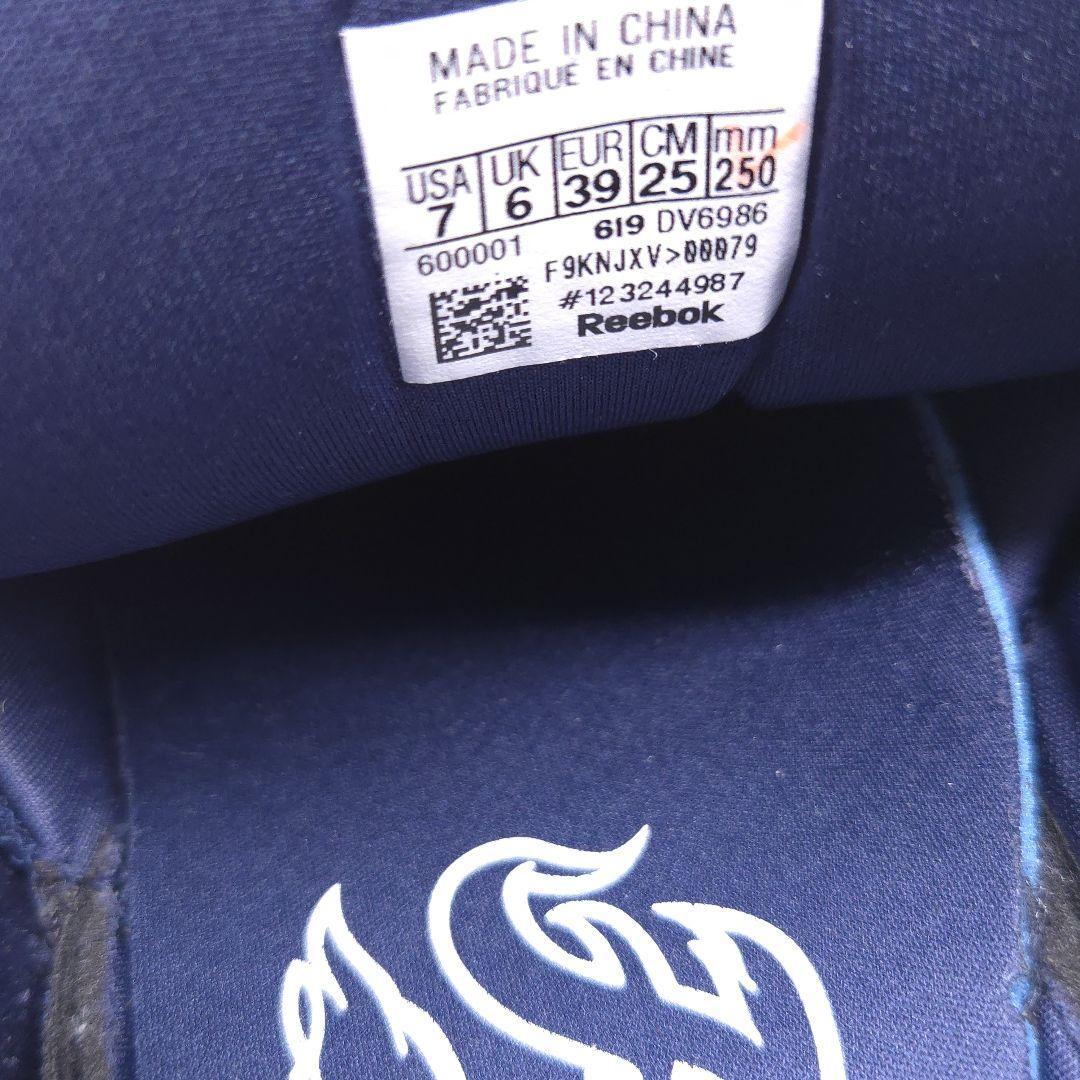 MADE IN CHINA
FABRIQUE EN CHINE
USA UK EUR CM mm
7 6 39 25 250
600001 619 DV6986
F9KNJXV>00079
#123244987
Reebok